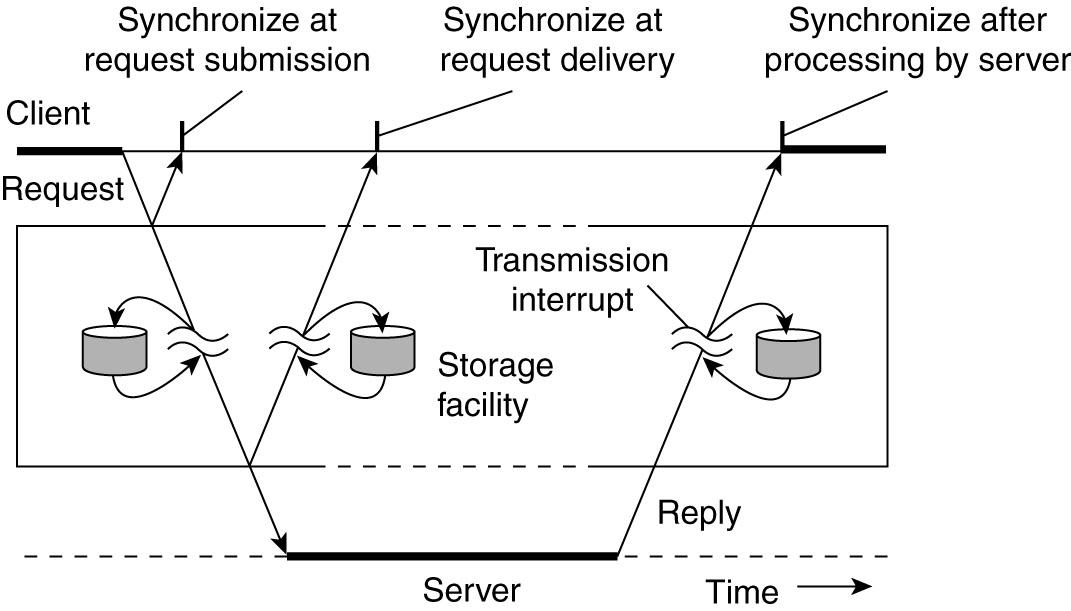 Synchronize at
request submission
Synchronize at
request delivery
Synchronize after
processing by server
Client
Request
Transmission
interrupt
Storage
facility
Reply
Server
Time